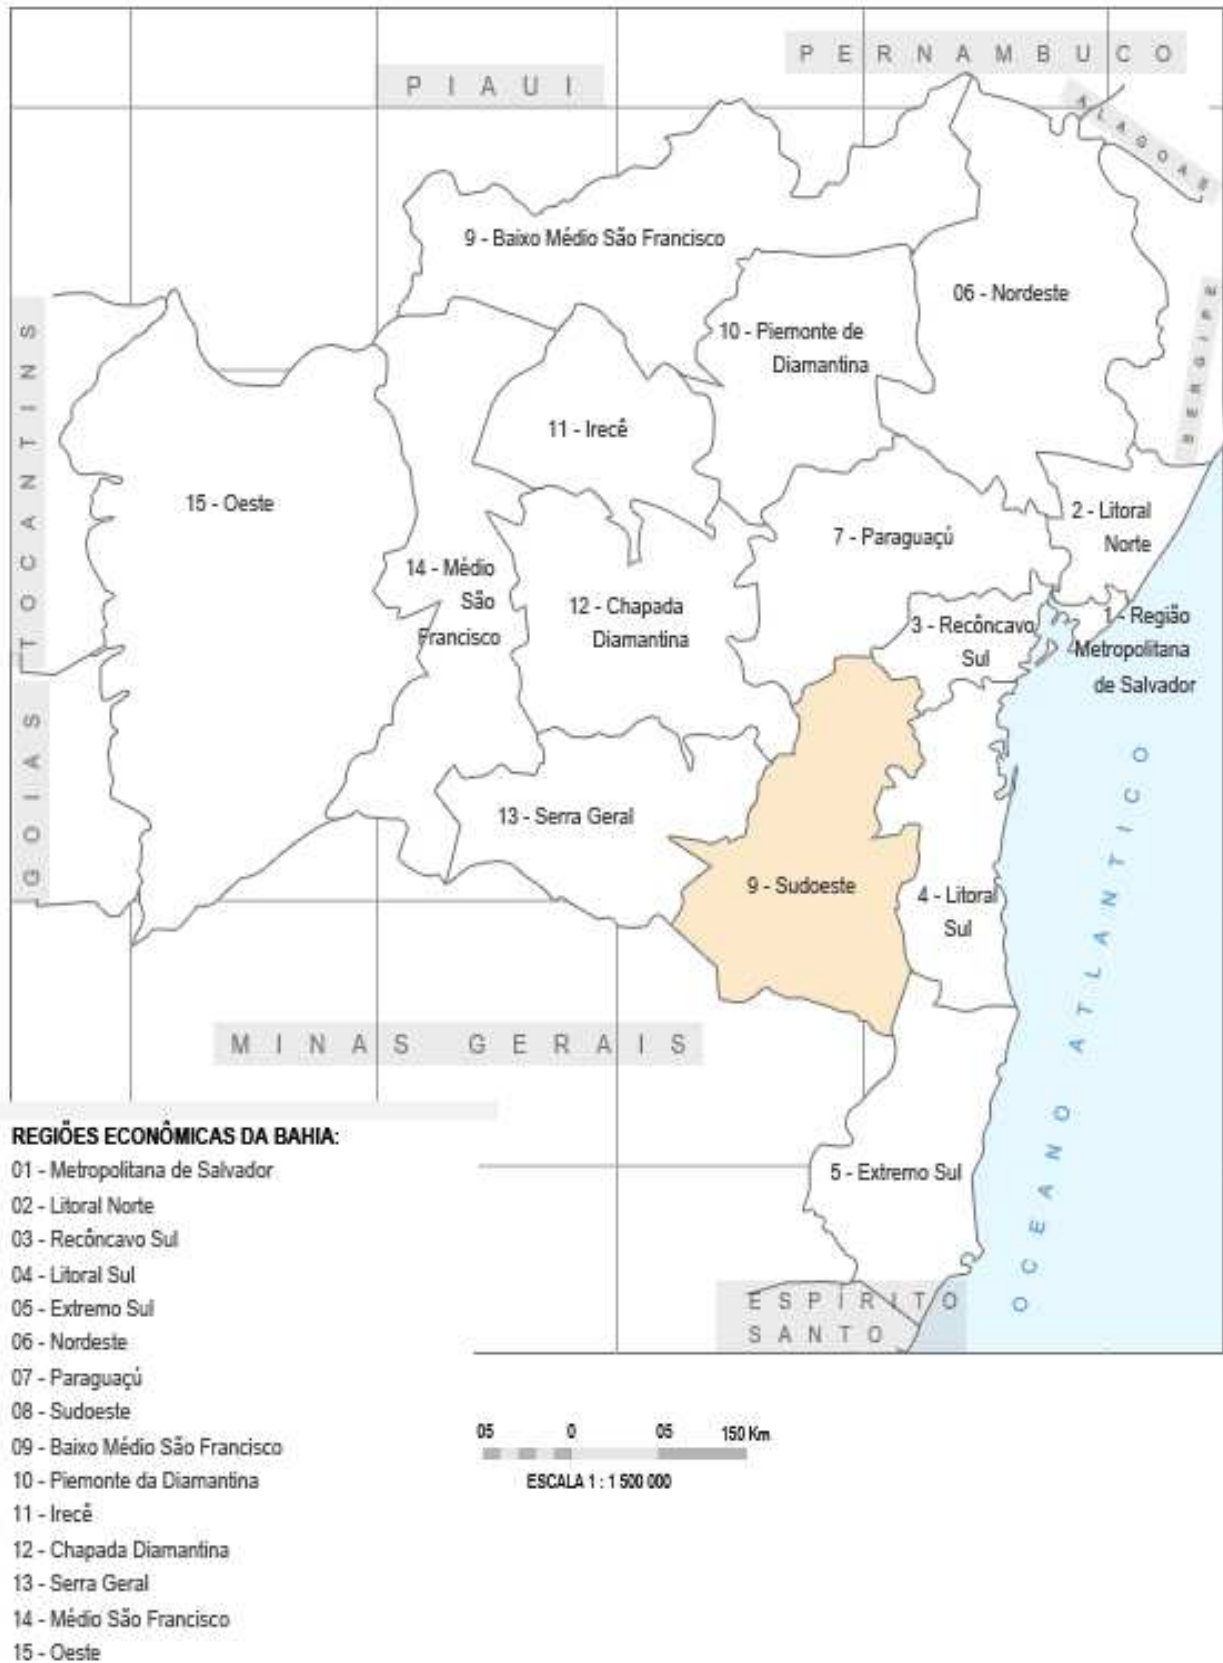 PERNAMBUCO
PIAUI
ALAGOAS
9 - Baixo Médio São Francisco
06 - Nordeste
SERGIPE
10 - Piemonte de
Diamantina
TOCANTINS
11 - Irecê
15 - Oeste
2 - Litoral
Norte
7 - Paraguaçú
14 - Médio
São
Francisco
12 - Chapada
Diamantina
3 - Recôncavo
Sul
1 - Região
Metropolitana
de Salvador
GOIAS
13 - Serra Geral
9 - Sudoeste
4 - Litoral
Sul
OCEANO ATLANTICO
MINAS GERAIS
5 - Extremo Sul
ESPÍRITO
SANTO
REGIÕES ECONÔMICAS DA BAHIA:
01 - Metropolitana de Salvador
02 - Litoral Norte
03 - Recôncavo Sul
04 - Litoral Sul
05 - Extremo Sul
06 - Nordeste
07 - Paraguaçú
08 - Sudoeste
09 - Baixo Médio São Francisco
10 - Piemonte da Diamantina
11 - Irecê
12 - Chapada Diamantina
13 - Serra Geral
14 - Médio São Francisco
15 - Oeste
05 0 05 150 Km
ESCALA 1 : 1 500 000